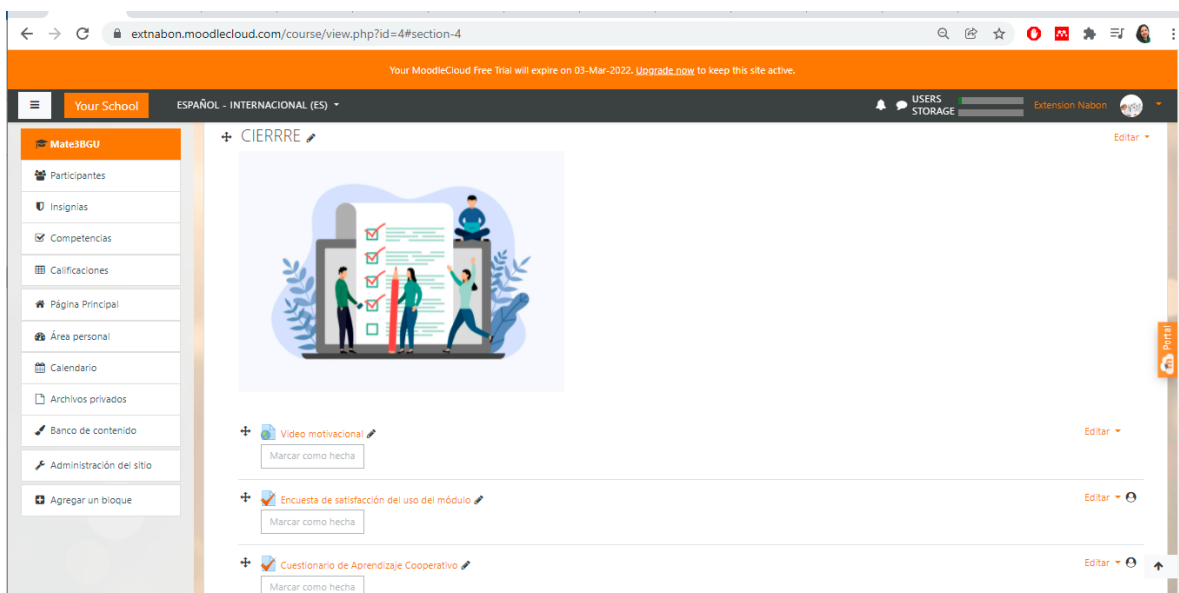 extnabon.moodlecloud.com/course/view.php?id=4#section-4
Your MoodleCloud Free Trial will expire on 03-Mar-2022. Upgrade now to keep this site active.
Your School
ESPAÑOL - INTERNACIONAL (ES)
USERS
STORAGE
Extension Nabon
Mate3BGU
Participantes
Insignias
Competencias
Calificaciones
Página Principal
Área personal
Calendario
Archivos privados
Banco de contenido
Administración del sitio
Agregar un bloque
CIERRRE
Editar
Video motivacional
Editar
Marcar como hecha
Encuesta de satisfacción del uso del módulo
Editar
Marcar como hecha
Cuestionario de Aprendizaje Cooperativo
Editar
Marcar como hecha
Portal